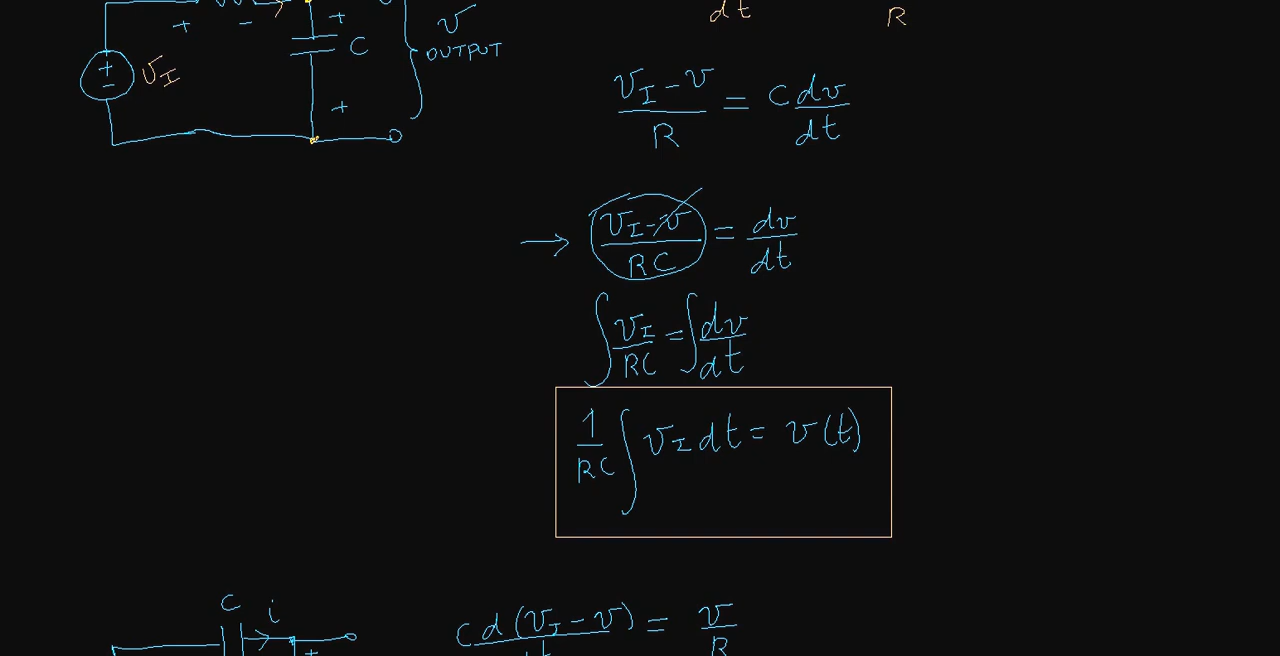 dt R
+ - +
v
OUTPUT
+
-
v_I
C
+
(v_I - v)/R = C dv/dt
→ (v_I - v)/RC = dv/dt
∫ v_I/RC = ∫ dv/dt
1/RC ∫ v_I dt = v(t)
C i
+
C d(v_I - v)/dt = v/R